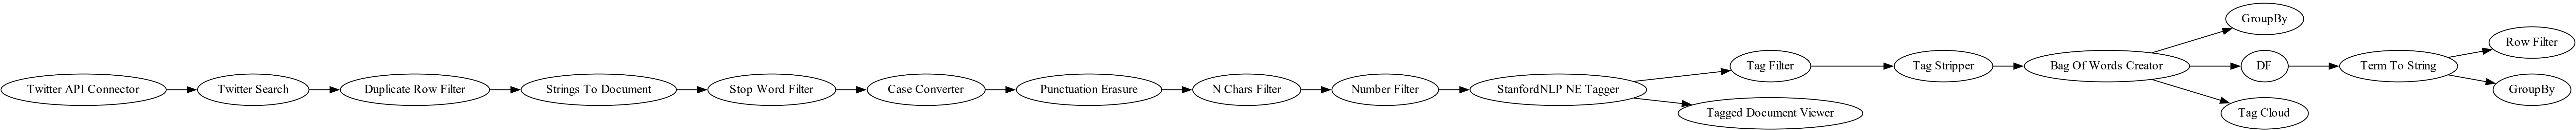 Twitter API Connector
Twitter Search
Duplicate Row Filter
Strings To Document
Stop Word Filter
Case Converter
Punctuation Erasure
N Chars Filter
Number Filter
StanfordNLP NE Tagger
Tag Filter
Tagged Document Viewer
Tag Stripper
Bag Of Words Creator
GroupBy
DF
Tag Cloud
Term To String
Row Filter
GroupBy